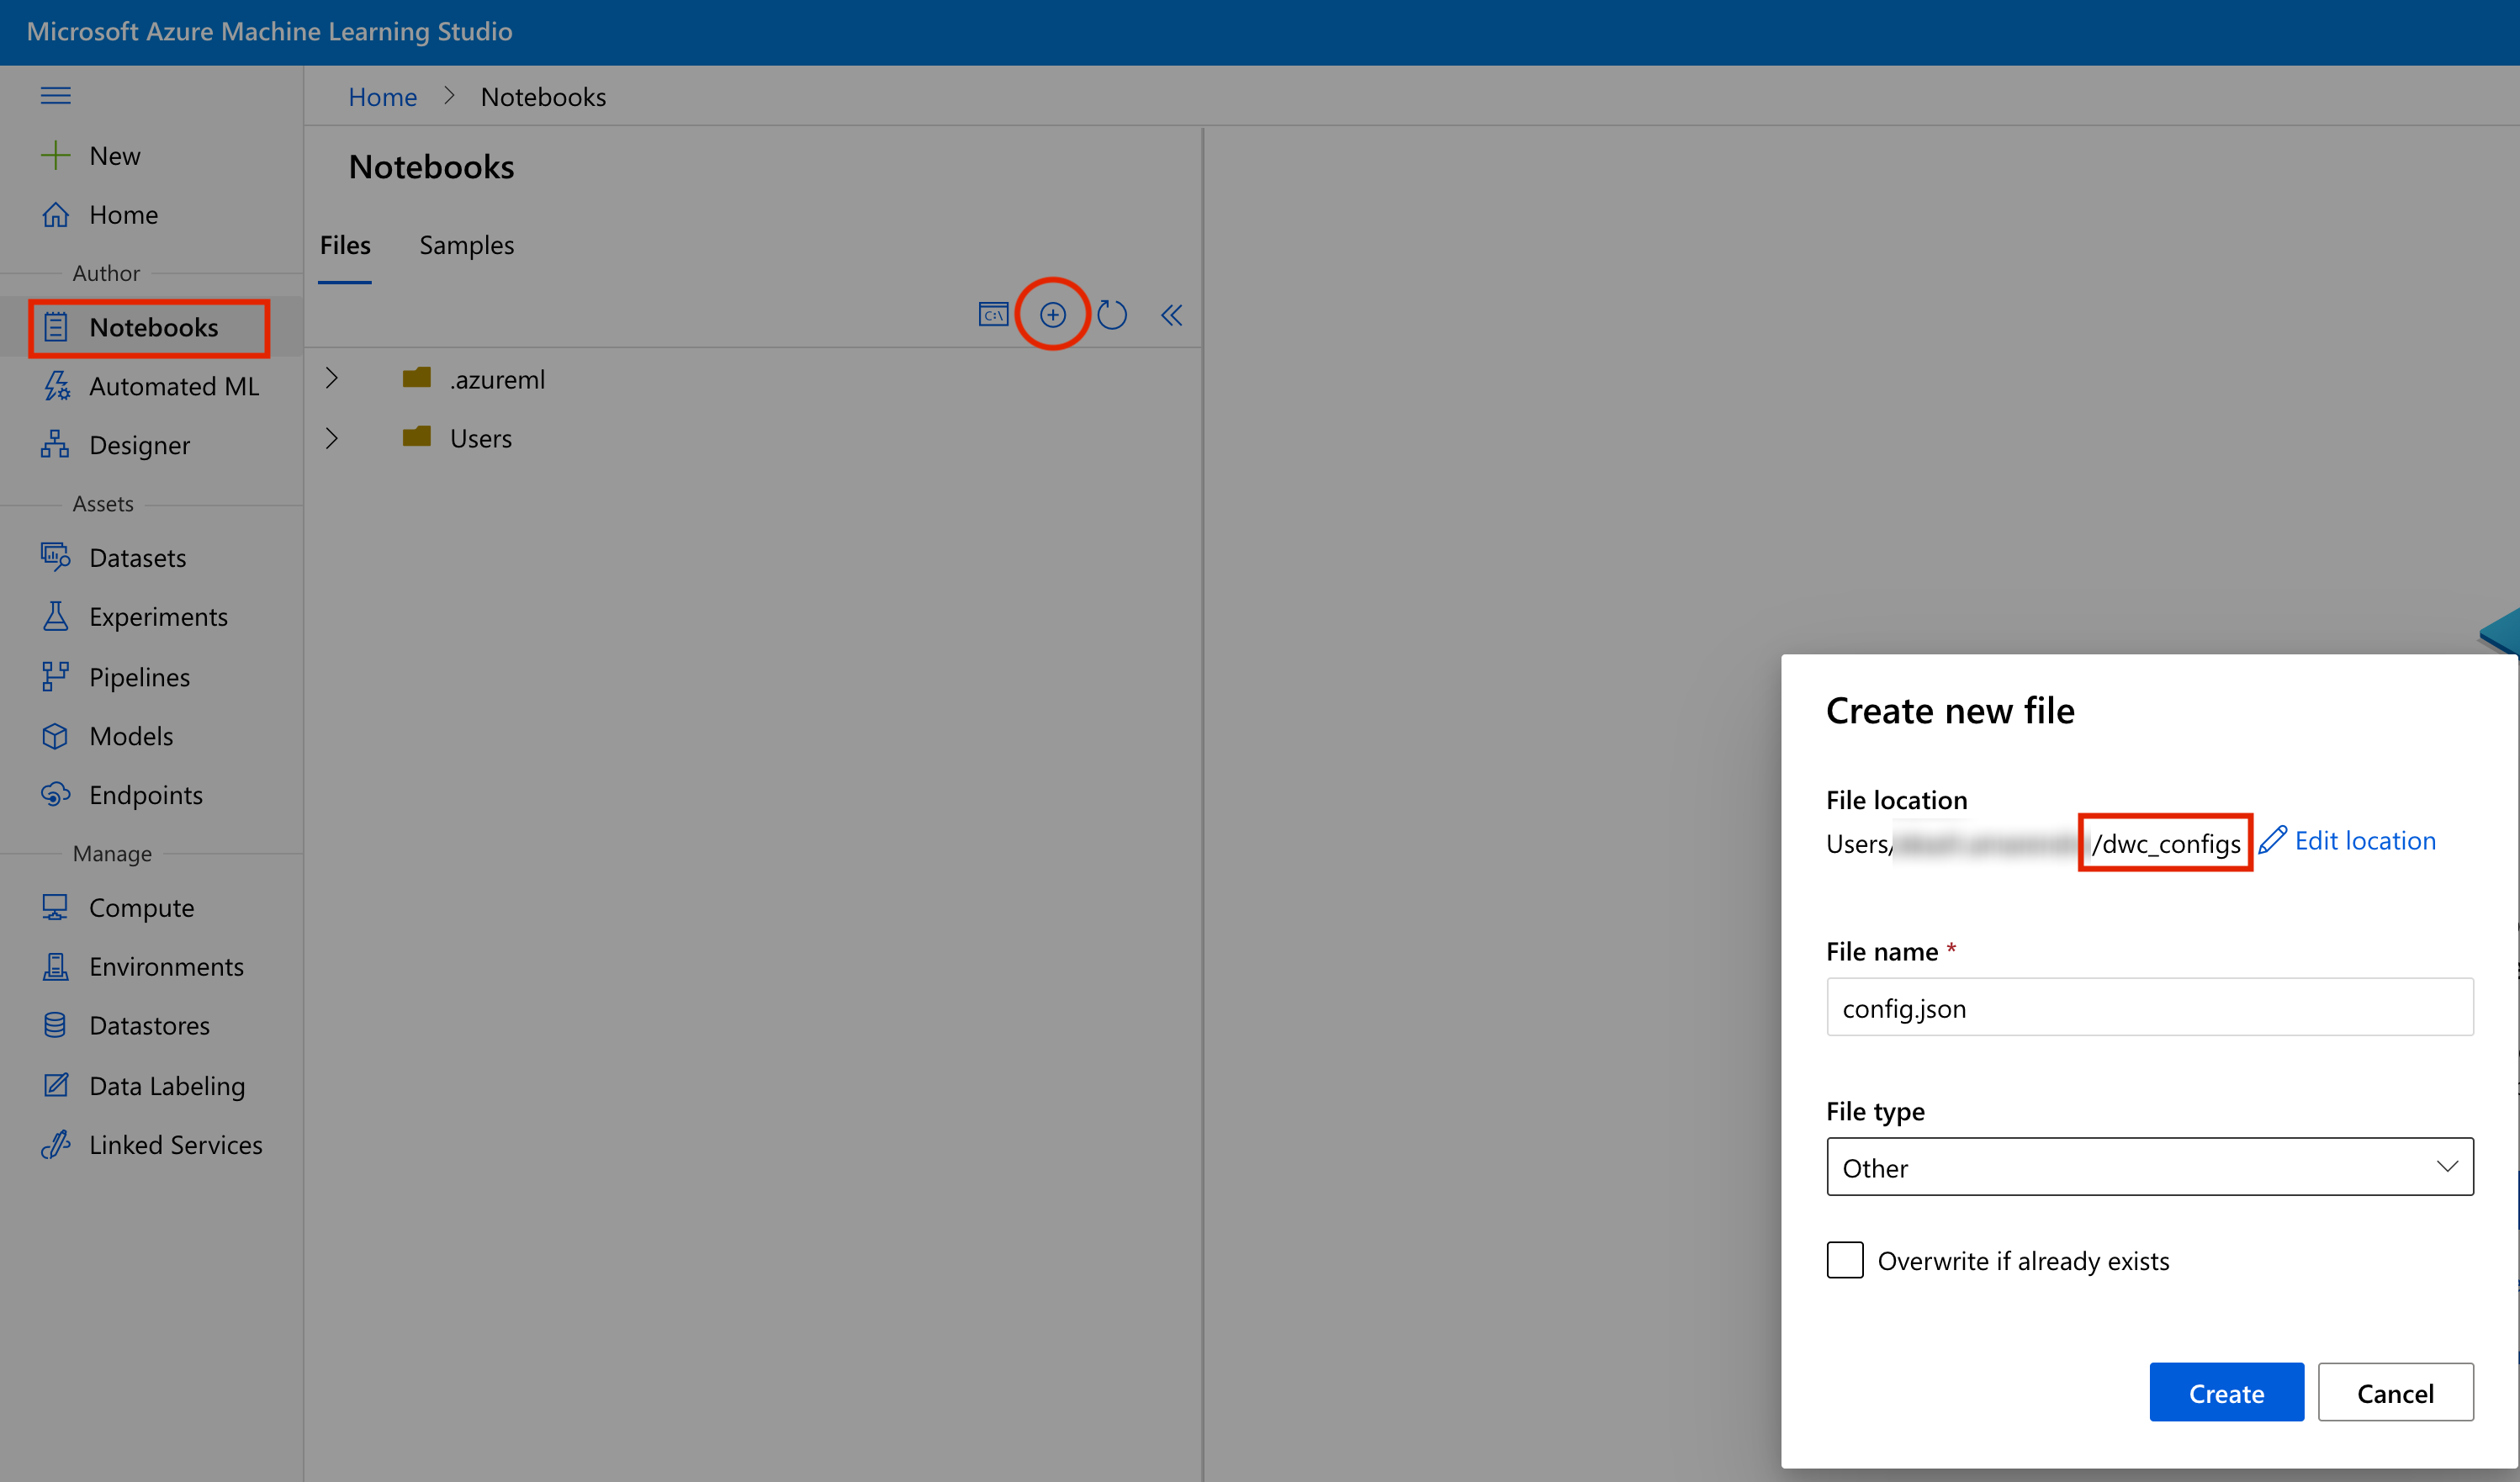 Microsoft Azure Machine Learning Studio
Home > Notebooks
New
Home
Author
Notebooks
Automated ML
Designer
Assets
Datasets
Experiments
Pipelines
Models
Endpoints
Manage
Compute
Environments
Datastores
Data Labeling
Linked Services
Notebooks
Files Samples
C:\
.azureml
Users
Create new file
File location
Users/ /dwc_configs Edit location
File name *
config.json
File type
Other
Overwrite if already exists
Create Cancel